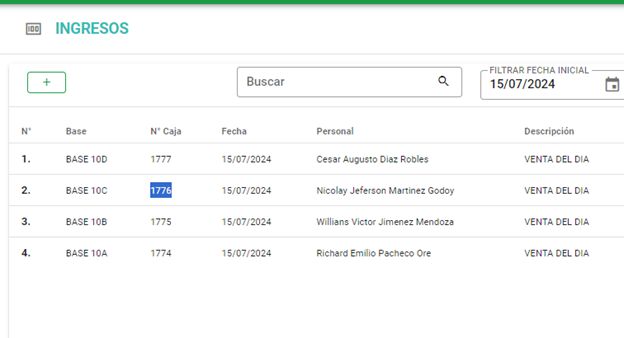 INGRESOS
+
Buscar
FILTRAR FECHA INICIAL
15/07/2024
N° Base N° Caja Fecha Personal Descripción
1. BASE 10D 1777 15/07/2024 Cesar Augusto Diaz Robles VENTA DEL DIA
2. BASE 10C 1776 15/07/2024 Nicolay Jeferson Martinez Godoy VENTA DEL DIA
3. BASE 10B 1775 15/07/2024 Willians Victor Jimenez Mendoza VENTA DEL DIA
4. BASE 10A 1774 15/07/2024 Richard Emilio Pacheco Ore VENTA DEL DIA